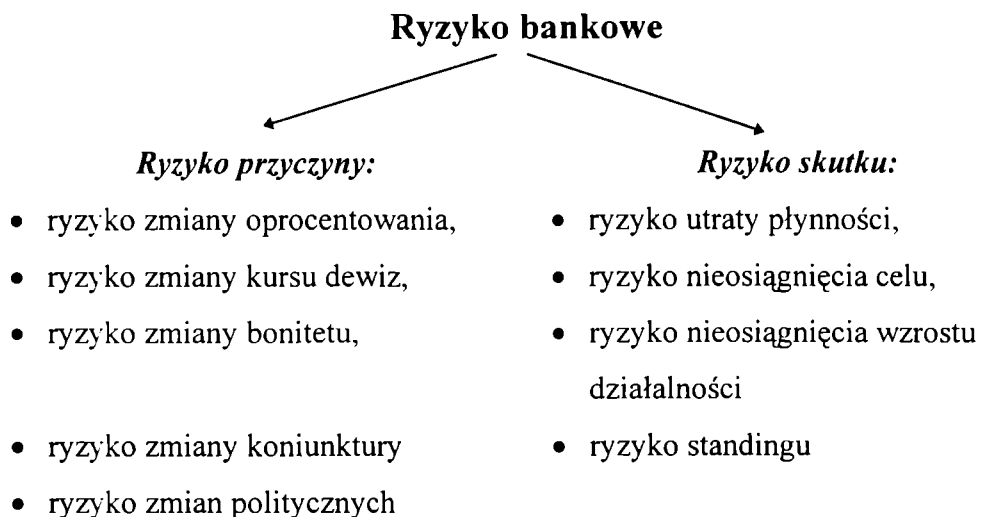 Ryzyko bankowe
Ryzyko przyczyny:
• ryzyko zmiany oprocentowania,
• ryzyko zmiany kursu dewiz,
• ryzyko zmiany bonitetu,
• ryzyko zmiany koniunktury
• ryzyko zmian politycznych
Ryzyko skutku:
• ryzyko utraty płynności,
• ryzyko nieosiągnięcia celu,
• ryzyko nieosiągnięcia wzrostu
działalności
• ryzyko standingu